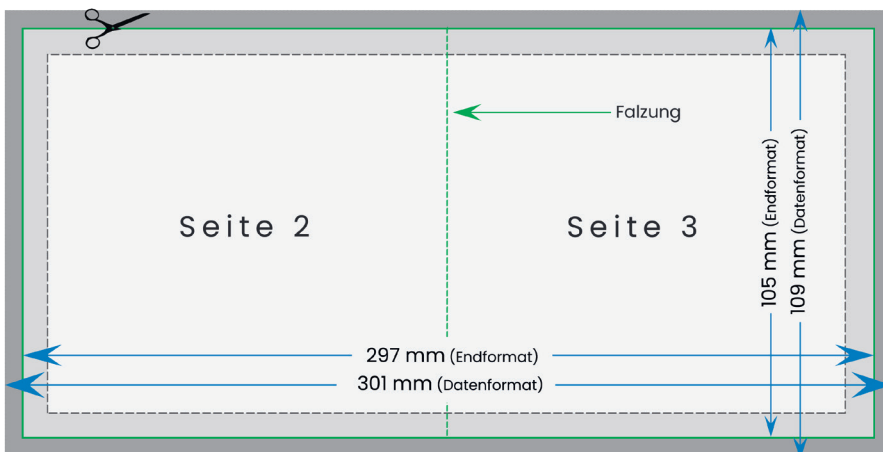 Falzung
Seite 2
Seite 3
105 mm (Endformat)
109 mm (Datenformat)
297 mm (Endformat)
301 mm (Datenformat)